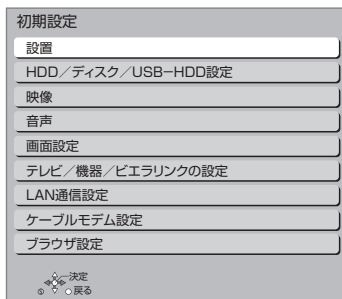 初期設定
設置
HDD／ディスク／USB－HDD設定
映像
音声
画面設定
テレビ／機器／ビエラリンクの設定
LAN通信設定
ケーブルモデム設定
ブラウザ設定
決定
戻る